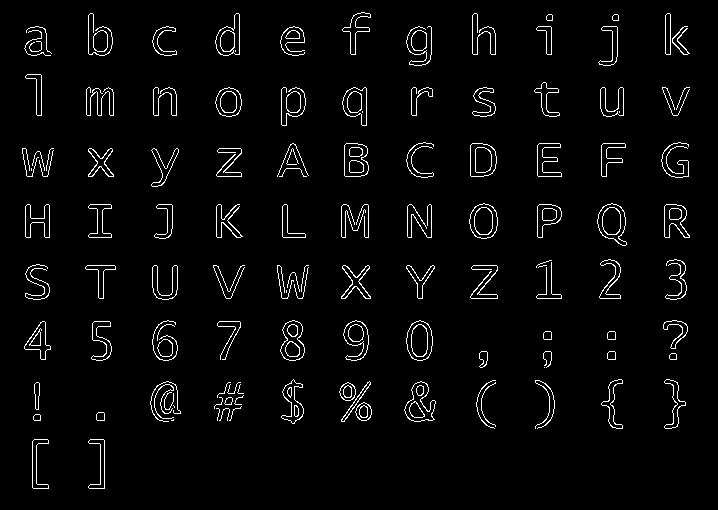 a b c d e f g h i j k
l m n o p q r s t u v
w x y z A B C D E F G
H I J K L M N O P Q R
S T U V W X Y Z 1 2 3
4 5 6 7 8 9 0 , ; : ?
! . @ # $ % & ( ) { }
[ ]